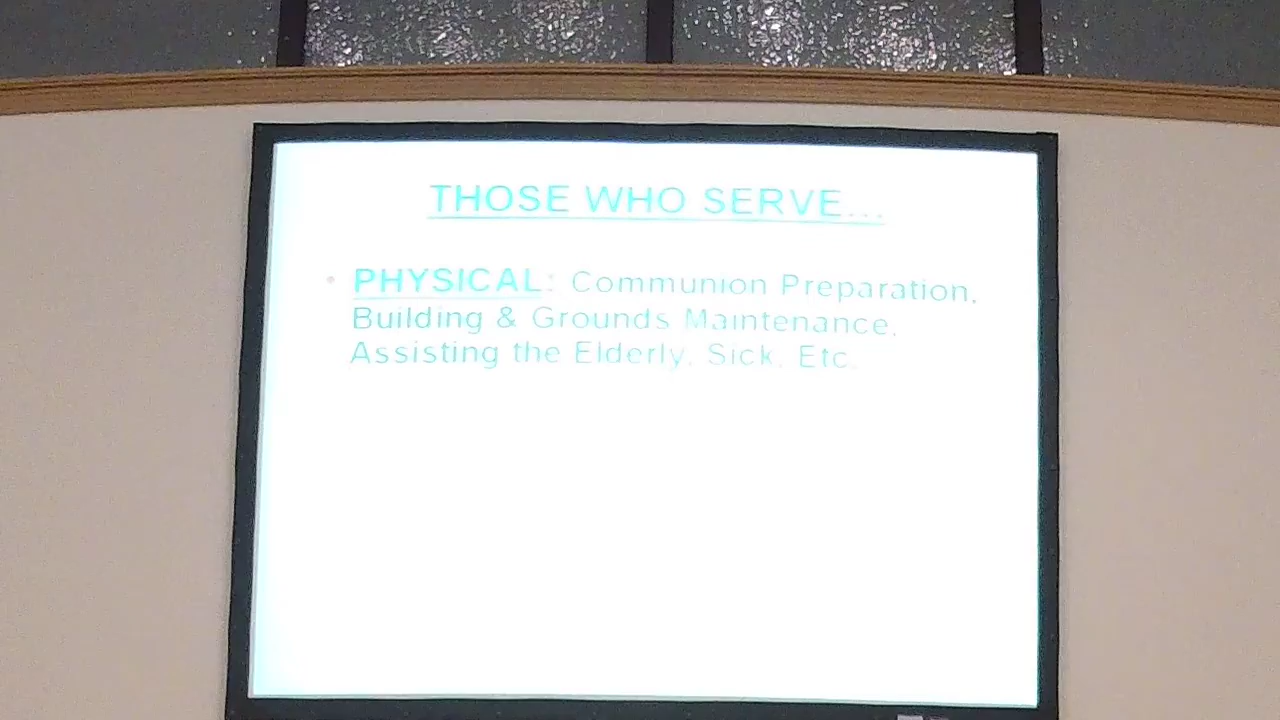 THOSE WHO SERVE...
• PHYSICAL: Communion Preparation,
Building & Grounds Maintenance,
Assisting the Elderly, Sick, Etc.